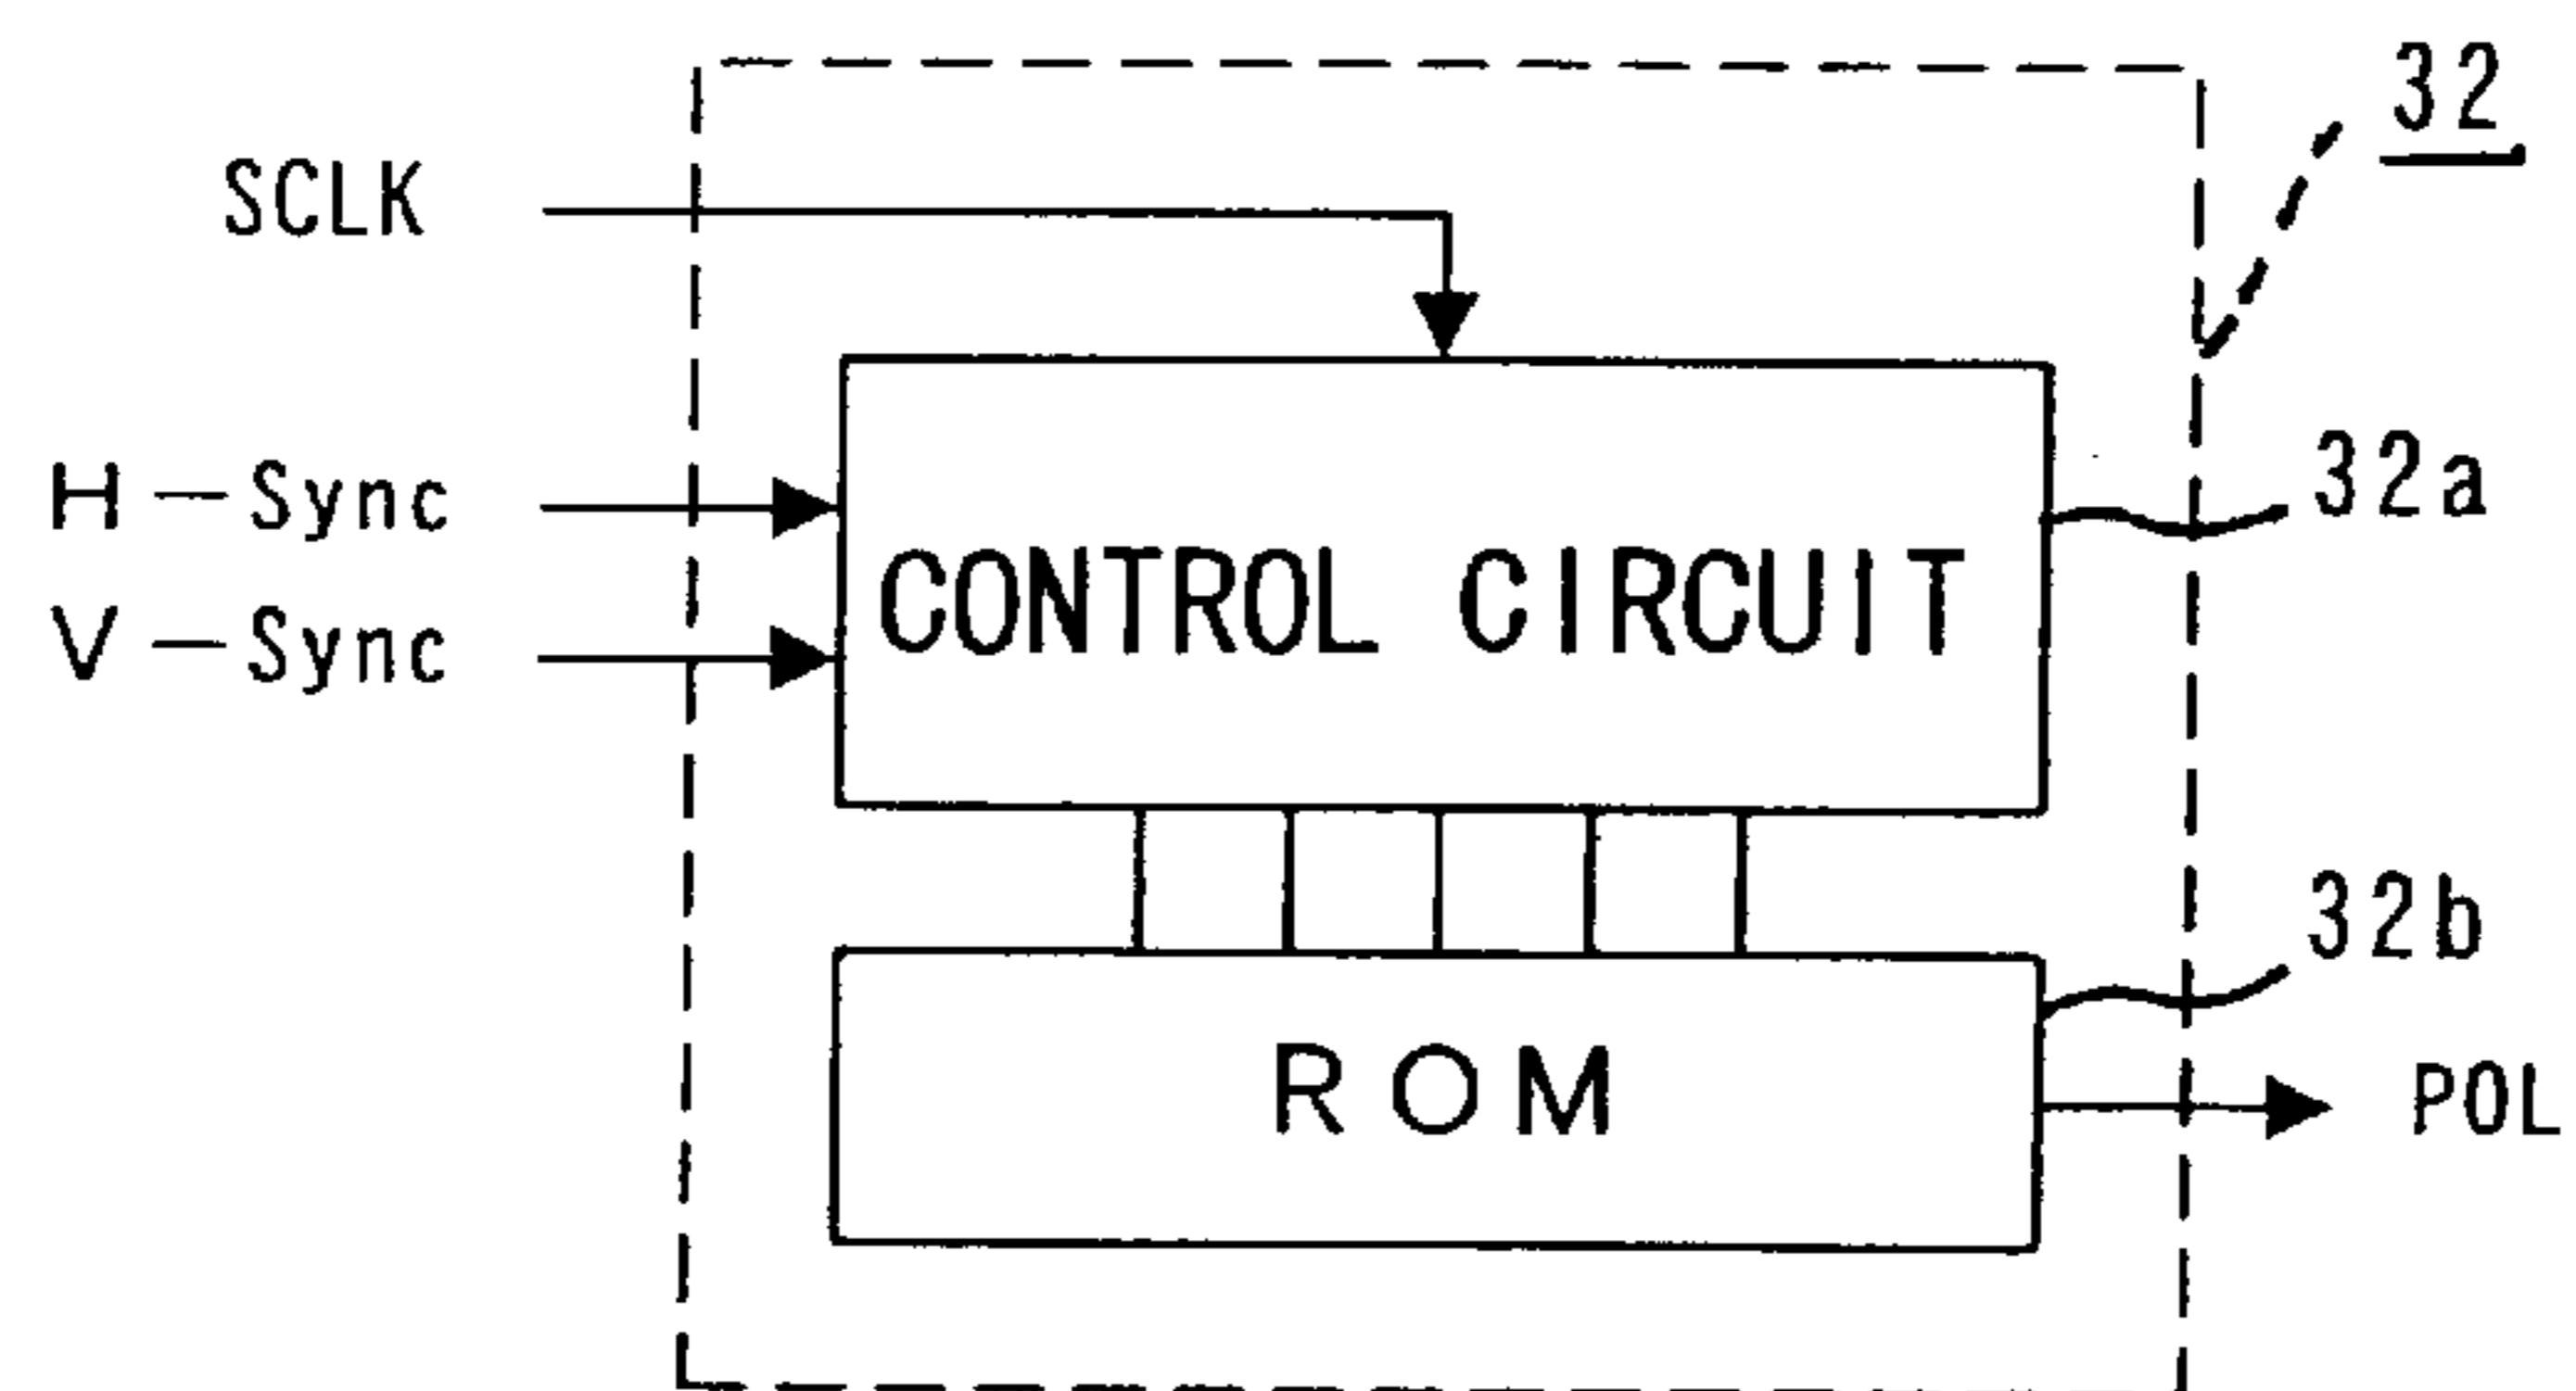 32
SCLK
H-Sync
32a
CONTROL CIRCUIT
V-Sync
32b
ROM
POL